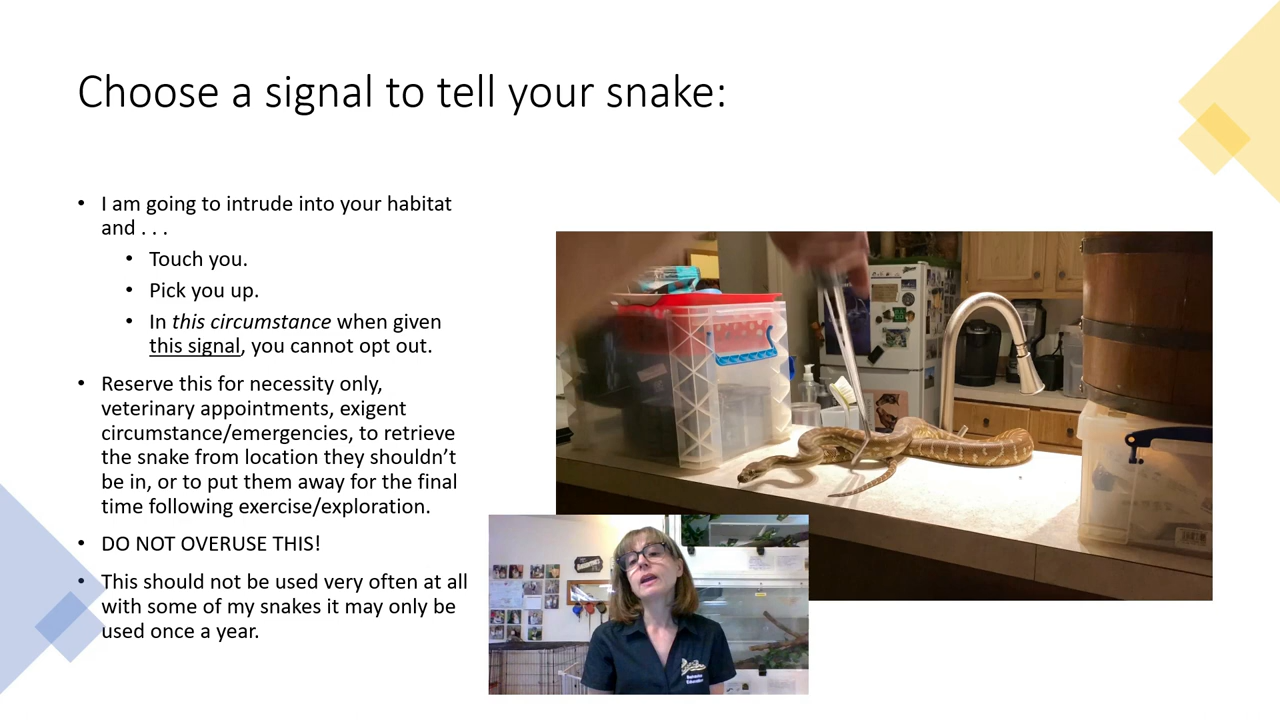 Choose a signal to tell your snake:
• I am going to intrude into your habitat
and . . .
• Touch you.
• Pick you up.
• In this circumstance when given
this signal, you cannot opt out.
• Reserve this for necessity only,
veterinary appointments, exigent
circumstance/emergencies, to retrieve
the snake from location they shouldn't
be in, or to put them away for the final
time following exercise/exploration.
• DO NOT OVERUSE THIS!
• This should not be used very often at all
with some of my snakes it may only be
used once a year.